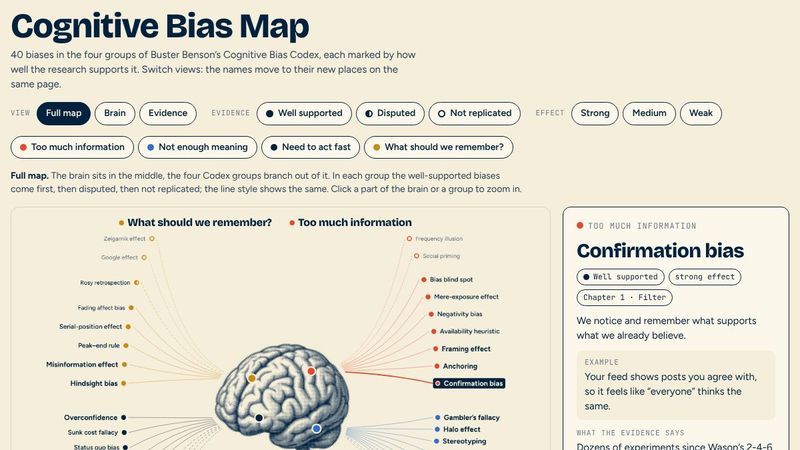 Cognitive Bias Map
40 biases in the four groups of Buster Benson's Cognitive Bias Codex, each marked by how
well the research supports it. Switch views: the names move to their new places on the
same page.
VIEW Full map Brain Evidence EVIDENCE Well supported Disputed Not replicated EFFECT Strong Medium Weak
Too much information Not enough meaning Need to act fast What should we remember?
Full map. The brain sits in the middle, the four Codex groups branch out of it. In each group the well-supported biases
come first, then disputed, then not replicated; the line style shows the same. Click a part of the brain or a group to zoom in.
What should we remember? Too much information
Zeigarnik effect
Google effect
Rosy retrospection
Fading affect bias
Serial-position effect
Peak–end rule
Misinformation effect
Hindsight bias
Overconfidence
Sunk cost fallacy
Status quo bias
Frequency illusion
Social priming
Bias blind spot
Mere-exposure effect
Negativity bias
Availability heuristic
Framing effect
Anchoring
Confirmation bias
Gambler's fallacy
Halo effect
Stereotyping
TOO MUCH INFORMATION
Confirmation bias
Well supported strong effect
Chapter 1 · Filter
We notice and remember what supports
what we already believe.
EXAMPLE
Your feed shows posts you agree with,
so it feels like “everyone” thinks the
same.
WHAT THE EVIDENCE SAYS
Dozens of experiments since Wason's 2-4-6